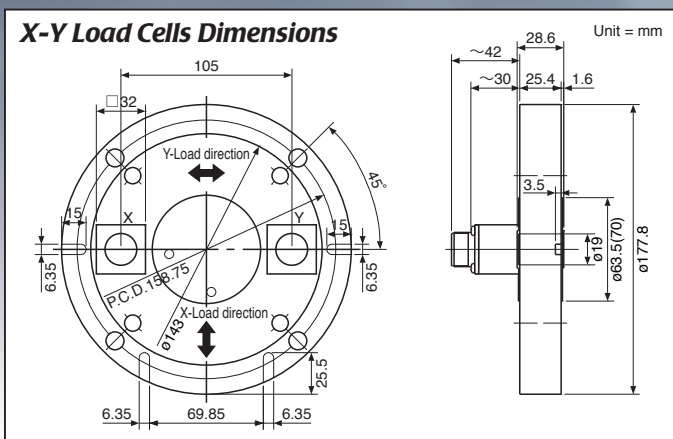 X-Y Load Cells Dimensions
Unit = mm
105
□32
Y-Load direction
45°
15
X
Y
15
6.35
6.35
P.C.D.158.75
ø143
X-Load direction
25.5
6.35
69.85
6.35
28.6
~42
~30
25.4
1.6
3.5
ø19
ø63.5(70)
ø177.8